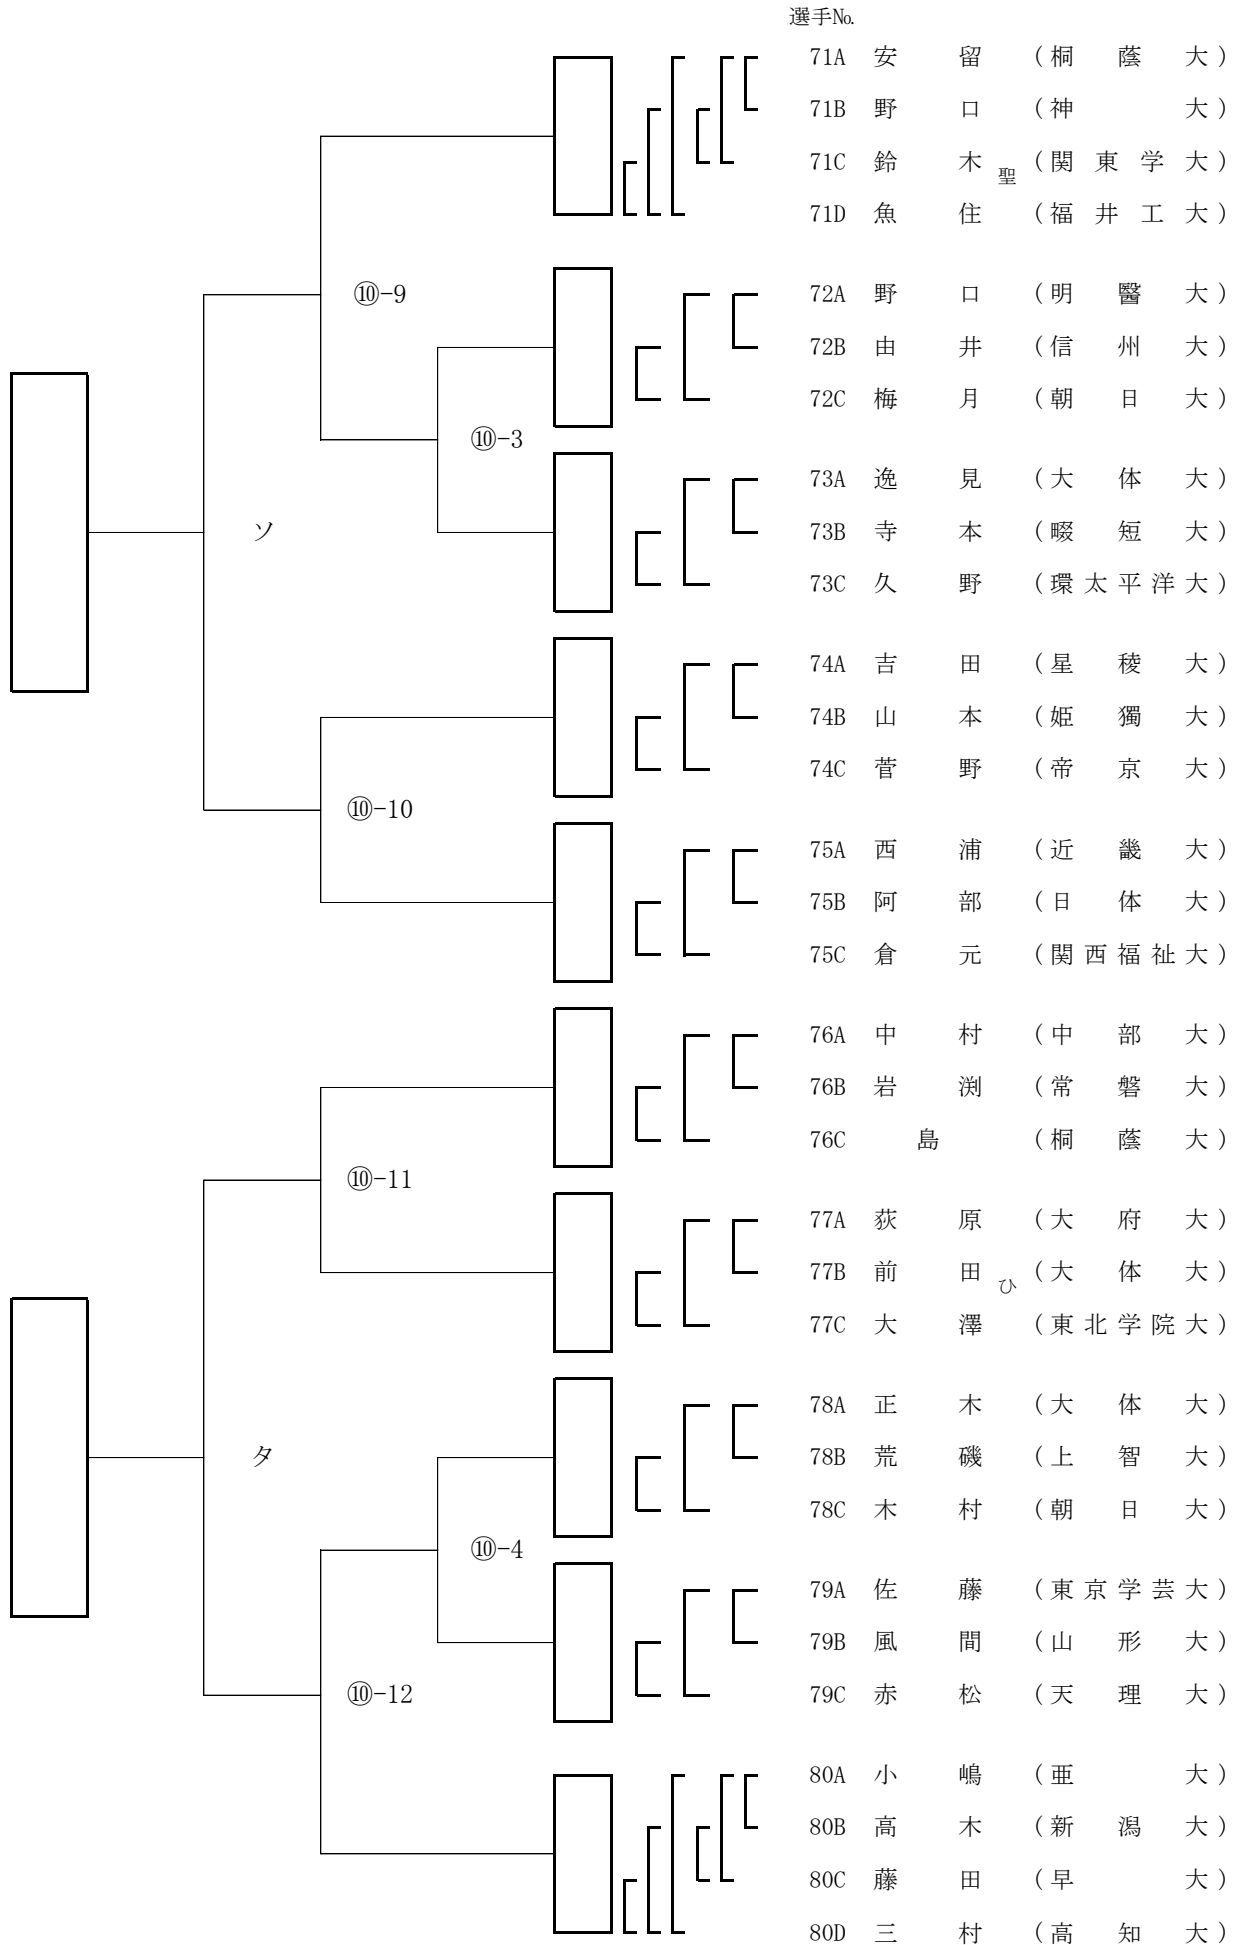 選手№
71A 安留 (桐蔭大)
71B 野口 (神大)
71C 鈴木聖 (関東学大)
71D 魚住 (福井工大)
⑩-9
72A 野口 (明醫大)
72B 由井 (信州大)
72C 梅月 (朝日大)
⑩-3
73A 逸見 (大体大)
73B 寺本 (畷短大)
73C 久野 (環太平洋大)
ソ
74A 吉田 (星稜大)
74B 山本 (姫獨大)
74C 菅野 (帝京大)
⑩-10
75A 西浦 (近畿大)
75B 阿部 (日体大)
75C 倉元 (関西福祉大)
76A 中村 (中部大)
76B 岩渕 (常磐大)
76C 島 (桐蔭大)
⑩-11
77A 荻原 (大府大)
77B 前田ひ (大体大)
77C 大澤 (東北学院大)
78A 正木 (大体大)
78B 荒磯 (上智大)
78C 木村 (朝日大)
タ
⑩-4
79A 佐藤 (東京学芸大)
79B 風間 (山形大)
79C 赤松 (天理大)
⑩-12
80A 小嶋 (亜大)
80B 高木 (新潟大)
80C 藤田 (早大)
80D 三村 (高知大)